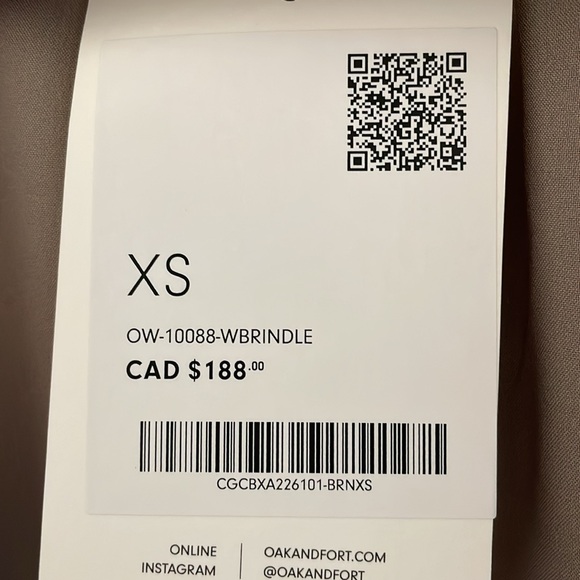 XS
OW-10088-WBRINDLE
CAD $188.00
CGCBXA226101-BRNXS
ONLINE | OAKANDFORT.COM
INSTAGRAM | @OAKANDFORT